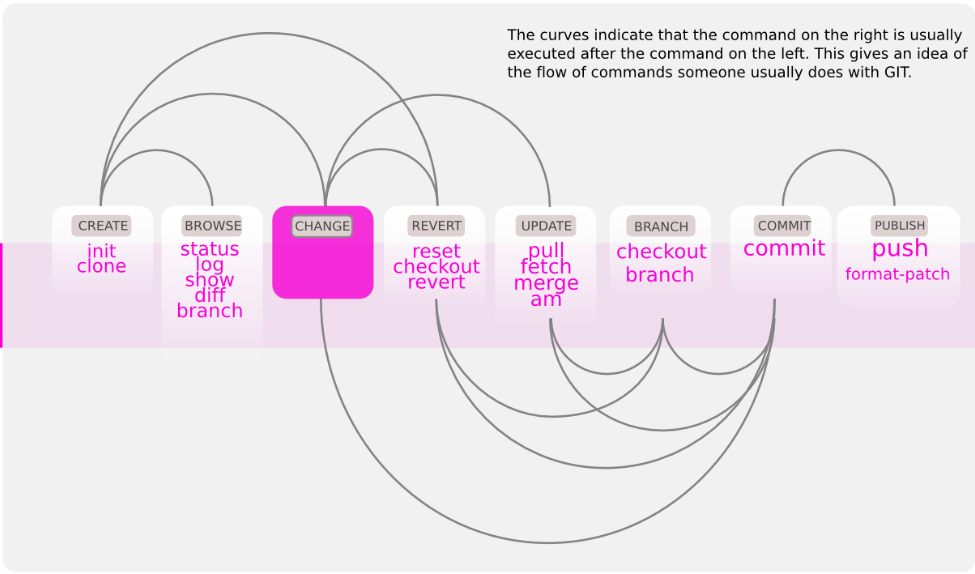 The curves indicate that the command on the right is usually
executed after the command on the left. This gives an idea of
the flow of commands someone usually does with GIT.
CREATE
init
clone
BROWSE
status
log
show
diff
branch
CHANGE
REVERT
reset
checkout
revert
UPDATE
pull
fetch
merge
am
BRANCH
checkout
branch
COMMIT
commit
PUBLISH
push
format-patch